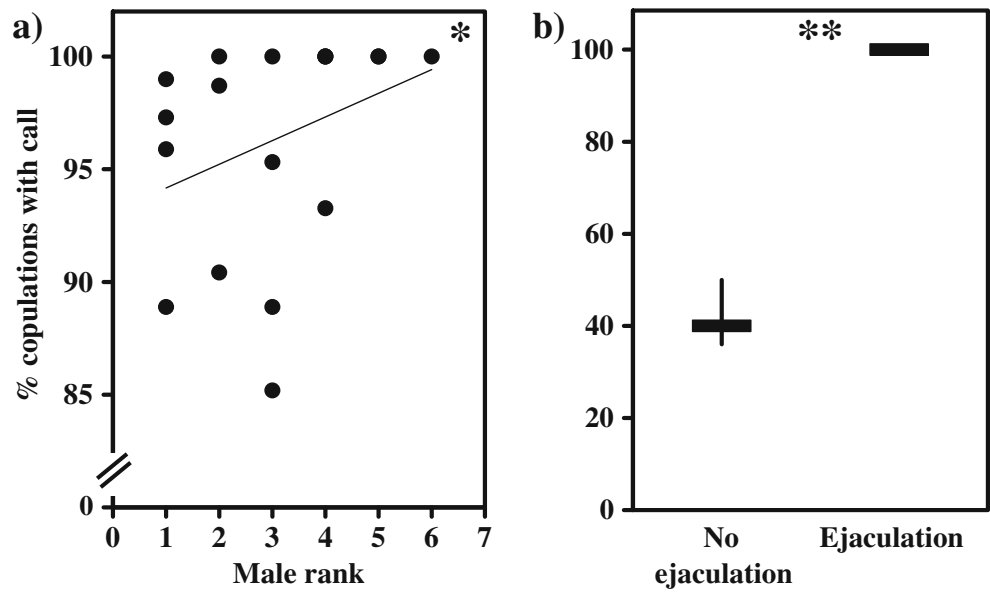 a)
*
% copulations with call
100
95
90
85
0
0 1 2 3 4 5 6 7
Male rank
b)
**
100
80
60
40
20
0
No ejaculation
Ejaculation